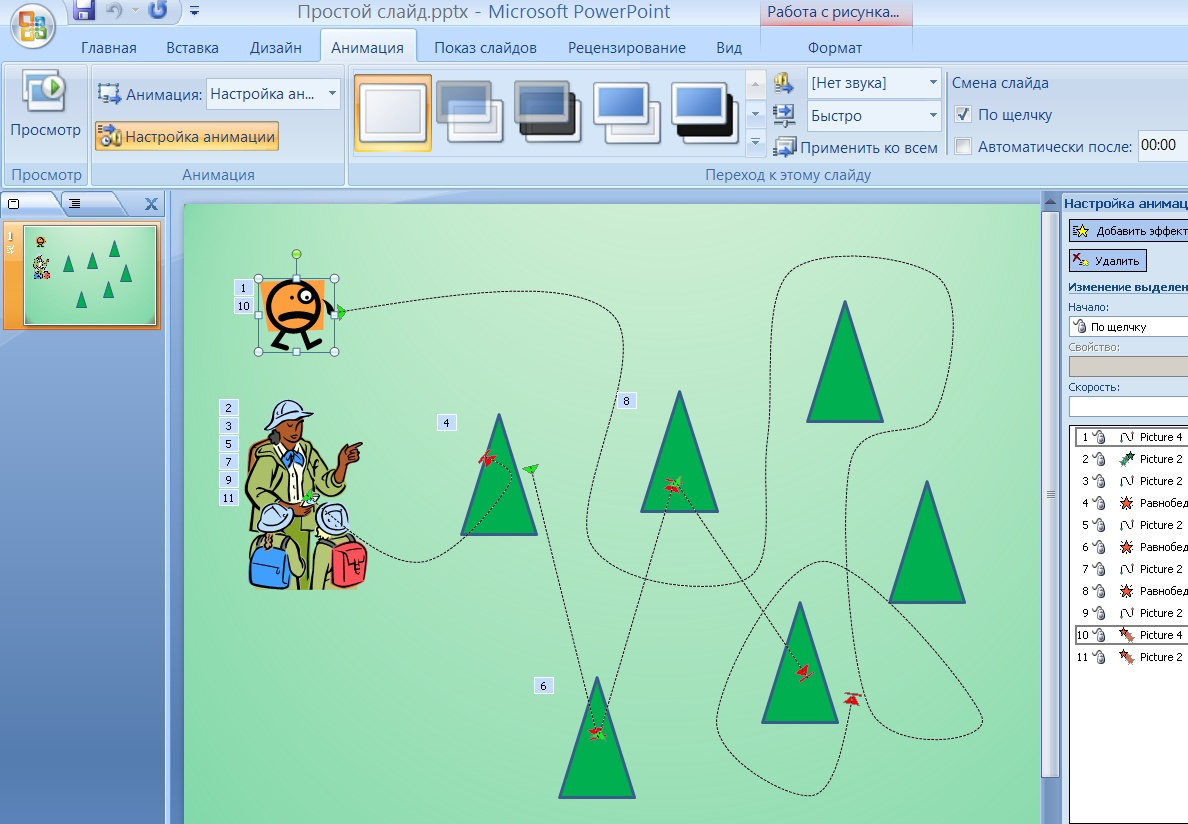 Простой слайд.pptx - Microsoft PowerPoint
Работа с рисунка...
Главная Вставка Дизайн Анимация Показ слайдов Рецензирование Вид Формат
Просмотр
Анимация: Настройка ан...
Настройка анимации
[Нет звука]
Быстро
Применить ко всем
Смена слайда
По щелчку
Автоматически после: 00:00
Просмотр Анимация Переход к этому слайду
1
1
10
2
3
5
7
9
11
4
8
6
Настройка анимац
Добавить эффект
Удалить
Изменение выделен
Начало:
По щелчку
Свойство:
Скорость:
1 Picture 4
2 Picture 2
3 Picture 2
4 Равнобед
5 Picture 2
6 Равнобед
7 Picture 2
8 Равнобед
9 Picture 2
10 Picture 4
11 Picture 2